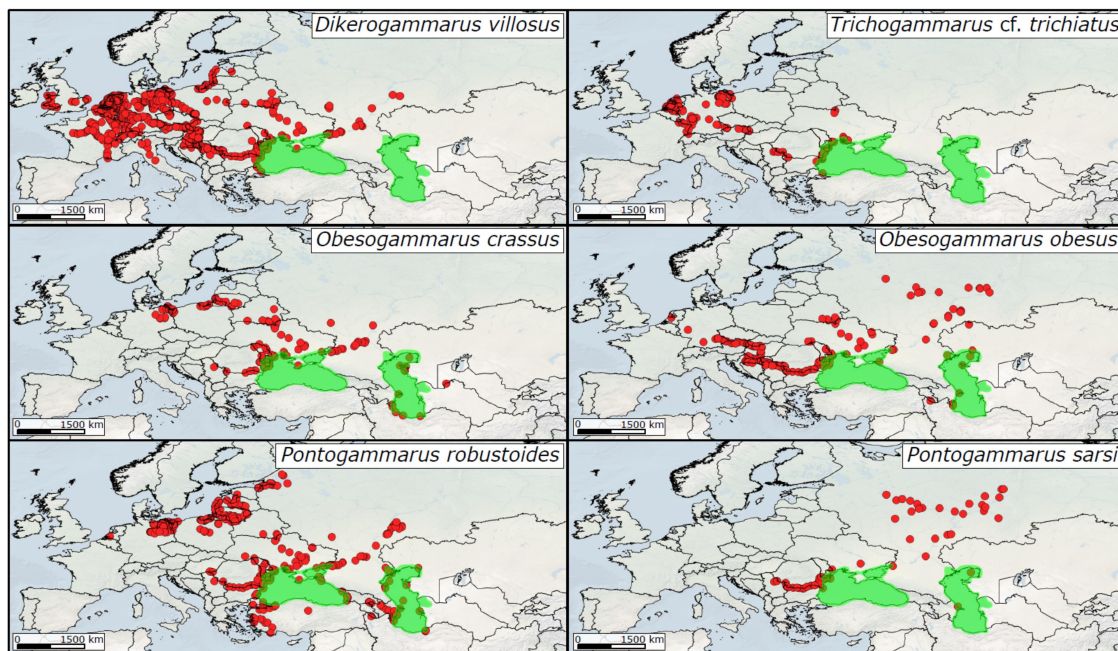 Dikerogammarus villosus
0 1500 km
Trichogammarus cf. trichiatus
0 1500 km
Obesogammarus crassus
0 1500 km
Obesogammarus obesus
0 1500 km
Pontogammarus robustoides
0 1500 km
Pontogammarus sarsi
0 1500 km